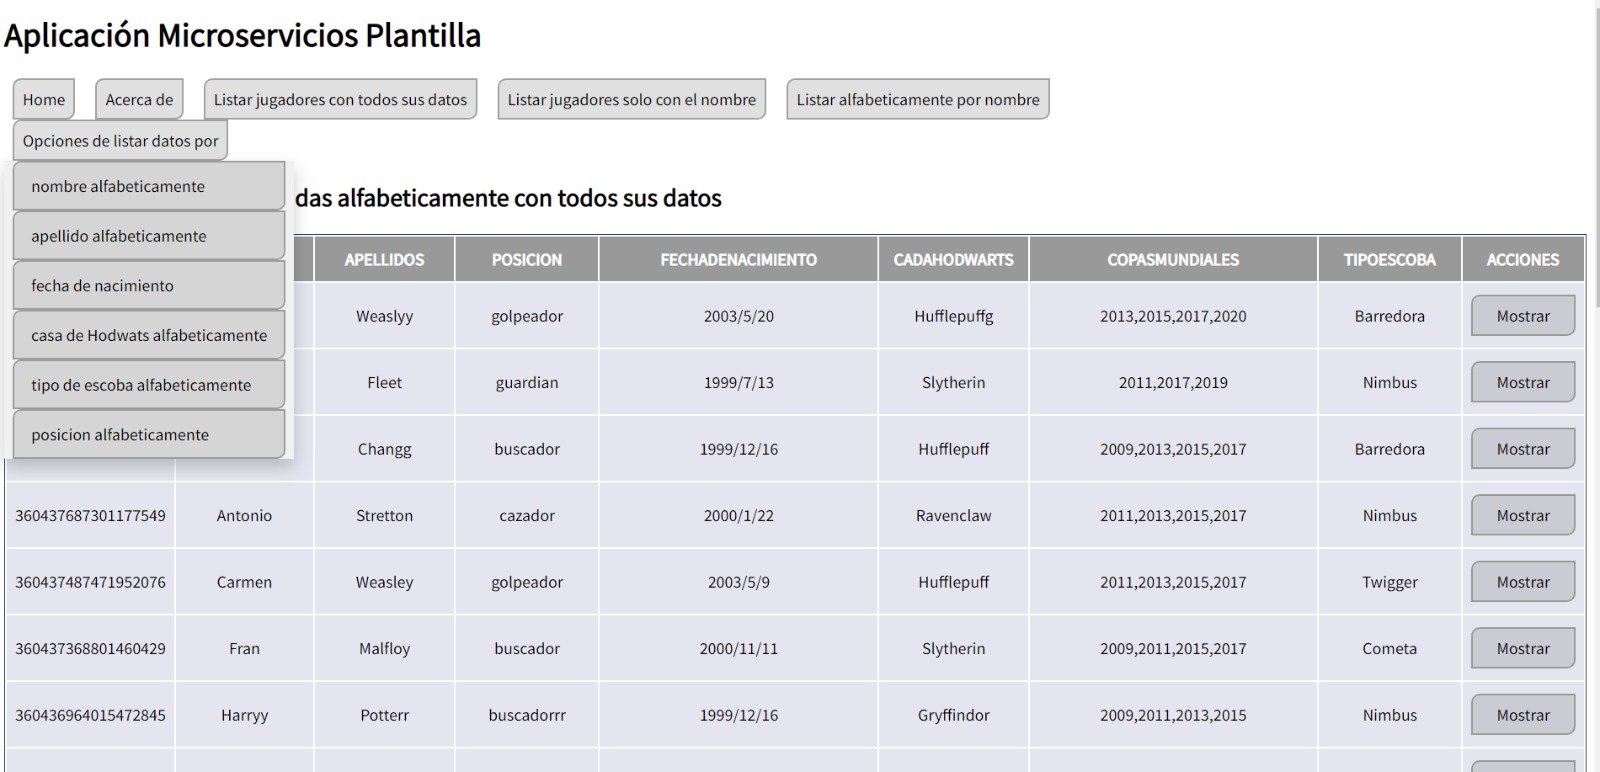 Aplicación Microservicios Plantilla
Home Acerca de Listar jugadores con todos sus datos Listar jugadores solo con el nombre Listar alfabeticamente por nombre
Opciones de listar datos por
nombre alfabeticamente
apellido alfabeticamente
fecha de nacimiento
casa de Hodwats alfabeticamente
tipo de escoba alfabeticamente
posicion alfabeticamente
das alfabeticamente con todos sus datos
APELLIDOS POSICION FECHADENACIMIENTO CADAHODWARTS COPASMUNDIALES TIPOESCOBA ACCIONES
Weaslyy golpeador 2003/5/20 Hufflepuffg 2013,2015,2017,2020 Barredora Mostrar
Fleet guardian 1999/7/13 Slytherin 2011,2017,2019 Nimbus Mostrar
Changg buscador 1999/12/16 Hufflepuff 2009,2013,2015,2017 Barredora Mostrar
360437687301177549 Antonio Stretton cazador 2000/1/22 Ravenclaw 2011,2013,2015,2017 Nimbus Mostrar
360437487471952076 Carmen Weasley golpeador 2003/5/9 Hufflepuff 2011,2013,2015,2017 Twigger Mostrar
360437368801460429 Fran Malfloy buscador 2000/11/11 Slytherin 2009,2011,2015,2017 Cometa Mostrar
360436964015472845 Harryy Potterr buscadorrr 1999/12/16 Gryffindor 2009,2011,2013,2015 Nimbus Mostrar